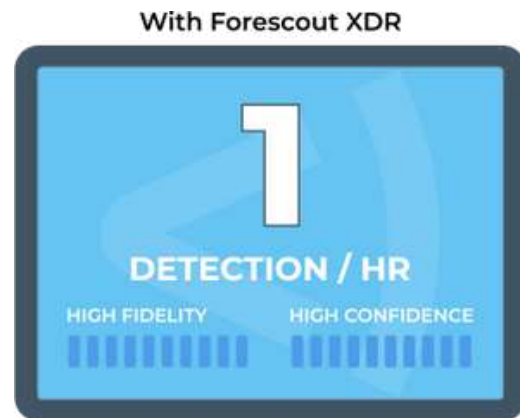 With Forescout XDR
1
DETECTION / HR
HIGH FIDELITY HIGH CONFIDENCE